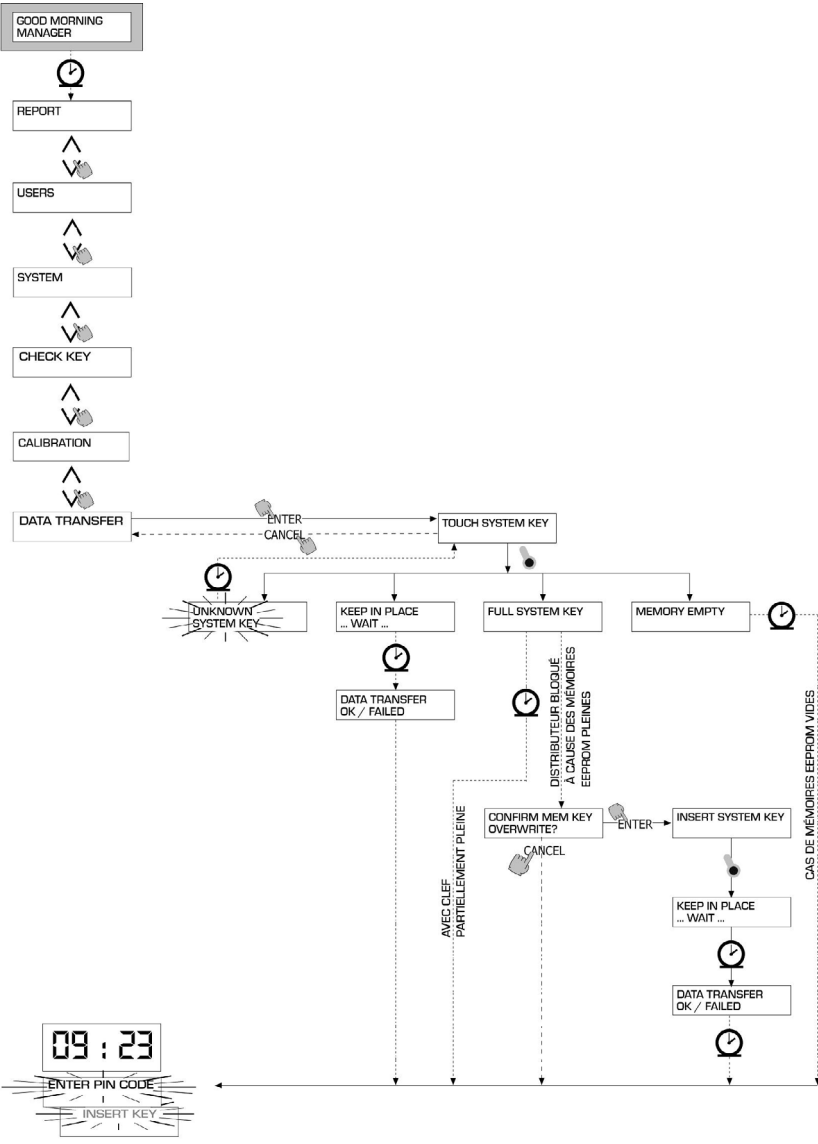 GOOD MORNING
MANAGER
REPORT
USERS
SYSTEM
CHECK KEY
CALIBRATION
DATA TRANSFER
ENTER
CANCEL
TOUCH SYSTEM KEY
UNKNOWN
SYSTEM KEY
KEEP IN PLACE
... WAIT ...
FULL SYSTEM KEY
MEMORY EMPTY
DATA TRANSFER
OK / FAILED
DISTRIBUTEUR BLOQUÉ
À CAUSE DES MÉMOIRES
EEPROM PLEINES
AVEC CLEF
PARTIELLEMENT PLEINE
CAS DE MÉMOIRES EEPROM VIDES
CONFIRM MEM KEY
OVERWRITE?
ENTER
CANCEL
INSERT SYSTEM KEY
KEEP IN PLACE
... WAIT ...
DATA TRANSFER
OK / FAILED
09:23
ENTER PIN CODE
INSERT KEY